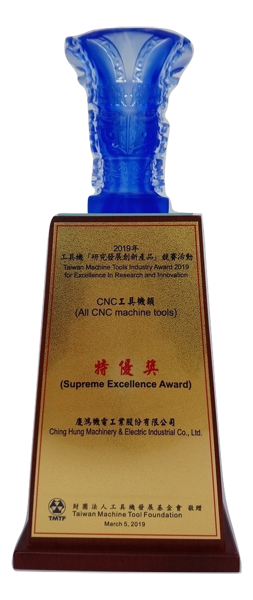 2019年
工具機「研究發展創新產品」競賽活動
Taiwan Machine Tools Industry Award 2019
for Excellence In Research and Innovation
CNC工具機類
(All CNC machine tools)
特優獎
(Supreme Excellence Award)
慶鴻機電工業股份有限公司
Ching Hung Machinery & Electric Industrial Co., Ltd.
財團法人工具機發展基金會 敬贈
Taiwan Machine Tool Foundation
TMTF
March 5, 2019